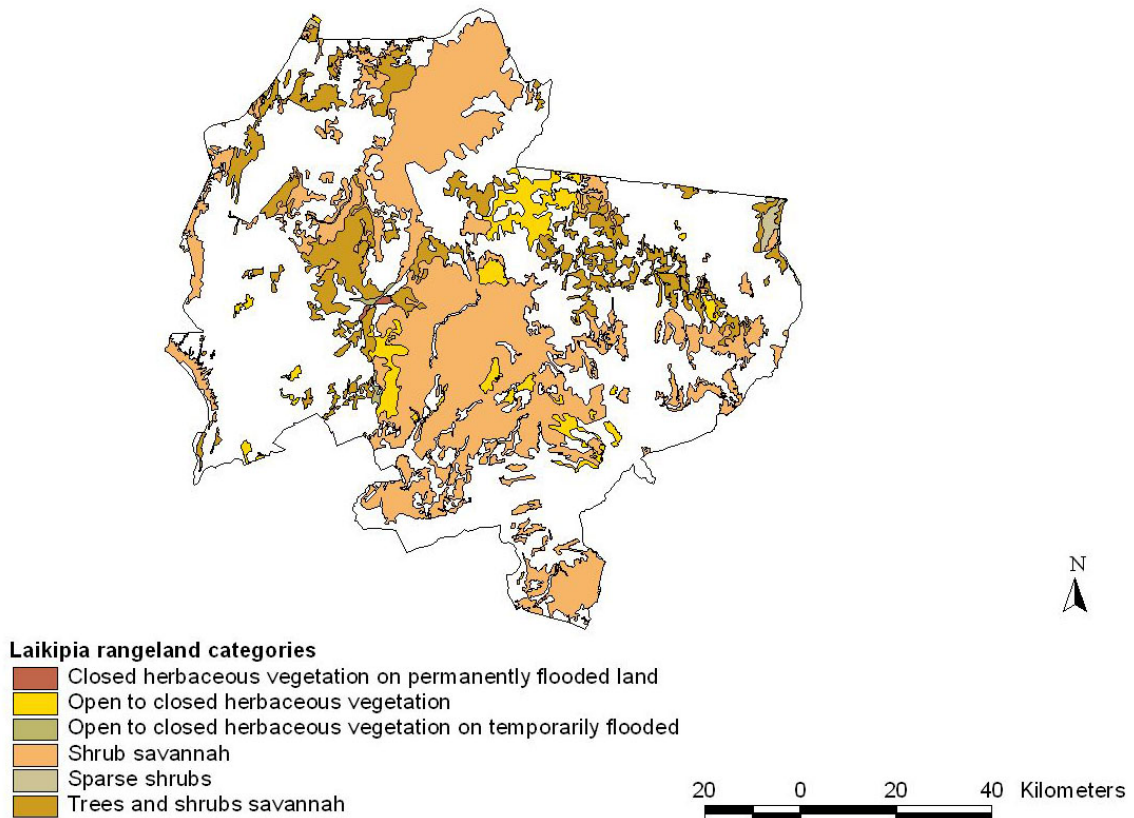 N
Laikipia rangeland categories
Closed herbaceous vegetation on permanently flooded land
Open to closed herbaceous vegetation
Open to closed herbaceous vegetation on temporarily flooded
Shrub savannah
Sparse shrubs
Trees and shrubs savannah
20 0 20 40 Kilometers